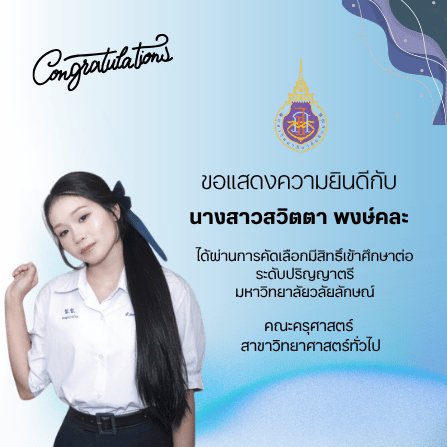 Congratulations
ขอแสดงความยินดีกับ
นางสาวสวิตตา พงษ์คละ
ได้ผ่านการคัดเลือกมีสิทธิ์เข้าศึกษาต่อ
ระดับปริญญาตรี
มหาวิทยาลัยวลัยลักษณ์
คณะครุศาสตร์
สาขาวิทยาศาสตร์ทั่วไป